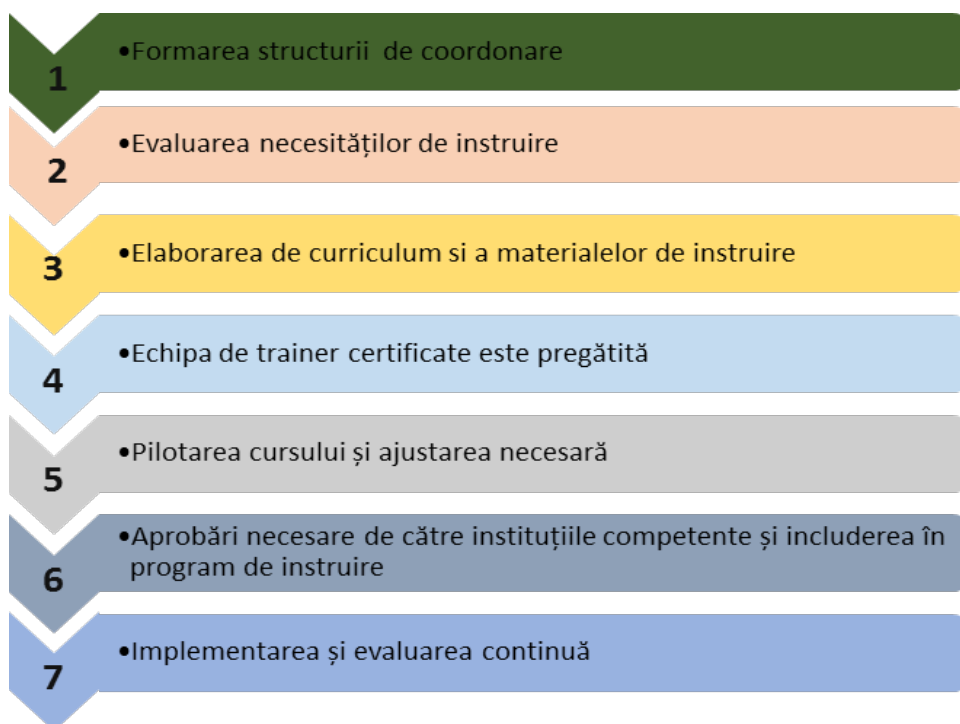 1
•Formarea structurii de coordonare
2
•Evaluarea necesităților de instruire
3
•Elaborarea de curriculum si a materialelor de instruire
4
•Echipa de trainer certificate este pregătită
5
•Pilotarea cursului și ajustarea necesară
6
•Aprobări necesare de către instituțiile competente și includerea în
program de instruire
7
•Implementarea și evaluarea continuă